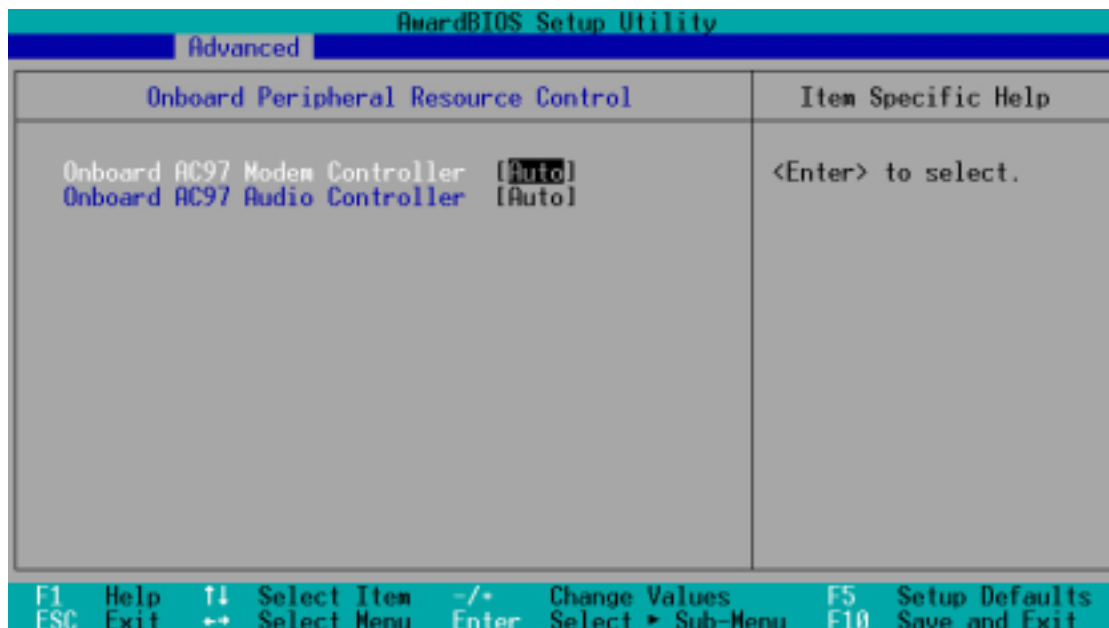 AwardBIOS Setup Utility
Advanced
Onboard Peripheral Resource Control
Item Specific Help
Onboard AC97 Modem Controller [Auto]
Onboard AC97 Audio Controller [Auto]
<Enter> to select.
F1 Help ↑↓ Select Item -/+ Change Values F5 Setup Defaults
ESC Exit ←→ Select Menu Enter Select ► Sub-Menu F10 Save and Exit